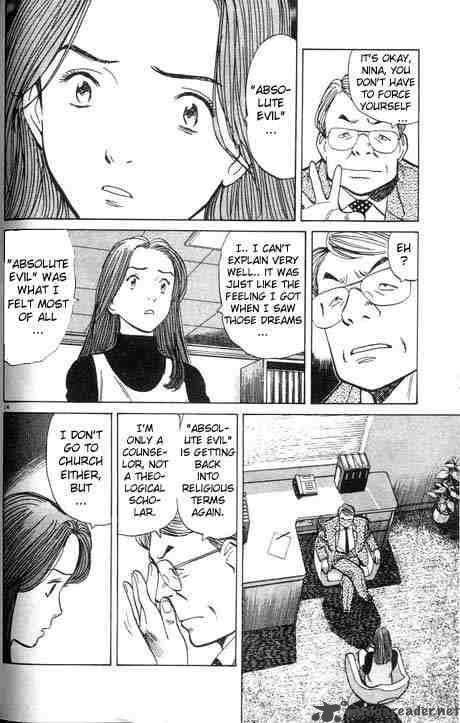 IT'S OKAY,
NINA, YOU
DON'T HAVE
TO FORCE
YOURSELF
...
"ABSO-
LUTE
EVIL"
...
EH
?
I.. I CAN'T
EXPLAIN VERY
WELL.. IT WAS
JUST LIKE THE
FEELING I GOT
WHEN I SAW
THOSE DREAMS
"ABSOLUTE
EVIL" WAS
WHAT I
FELT MOST
OF ALL
...
"ABSOL-
UTE EVIL"
IS GETTING
BACK
INTO
RELIGIOUS
TERMS
AGAIN.
I'M
ONLY A
COUNSE-
LOR, NOT
A THEO-
LOGICAL
SCHO-
LAR.
I DON'T
GO TO
CHURCH
EITHER,
BUT ...
...